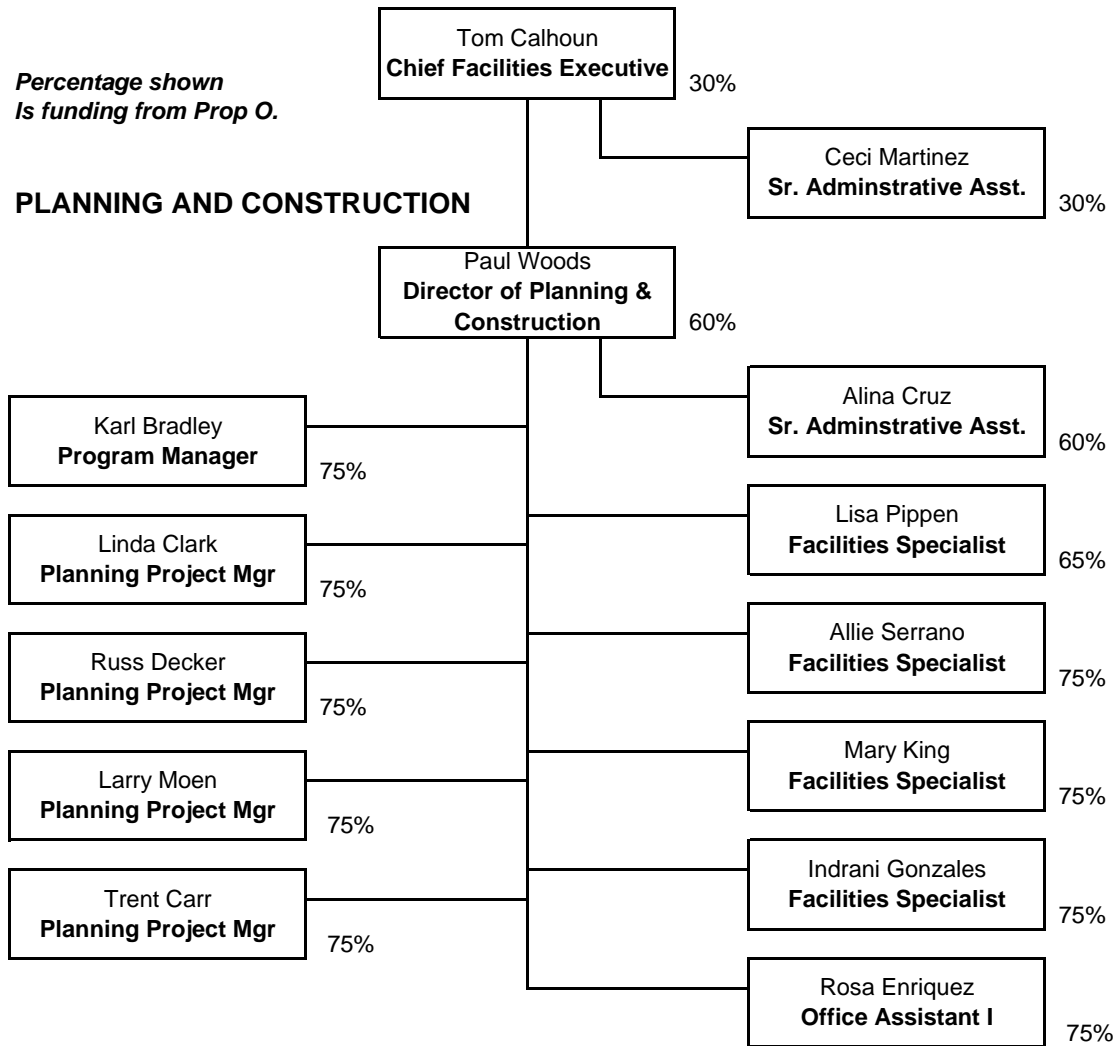 Tom Calhoun
Chief Facilities Executive
30%
Percentage shown
Is funding from Prop O.
Ceci Martinez
Sr. Adminstrative Asst.
30%
PLANNING AND CONSTRUCTION
Paul Woods
Director of Planning &
Construction
60%
Alina Cruz
Sr. Adminstrative Asst.
60%
Karl Bradley
Program Manager
75%
Lisa Pippen
Facilities Specialist
65%
Linda Clark
Planning Project Mgr
75%
Allie Serrano
Facilities Specialist
75%
Russ Decker
Planning Project Mgr
75%
Mary King
Facilities Specialist
75%
Larry Moen
Planning Project Mgr
75%
Indrani Gonzales
Facilities Specialist
75%
Trent Carr
Planning Project Mgr
75%
Rosa Enriquez
Office Assistant I
75%